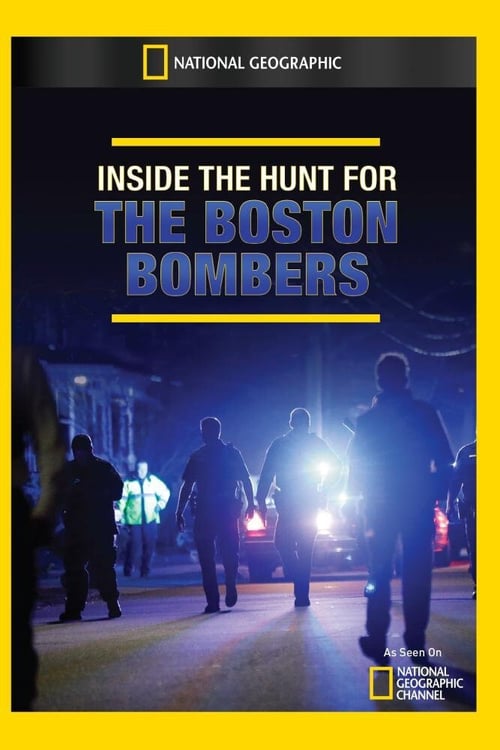 NATIONAL GEOGRAPHIC
INSIDE THE HUNT FOR
THE BOSTON
BOMBERS
As Seen On
NATIONAL
GEOGRAPHIC
CHANNEL